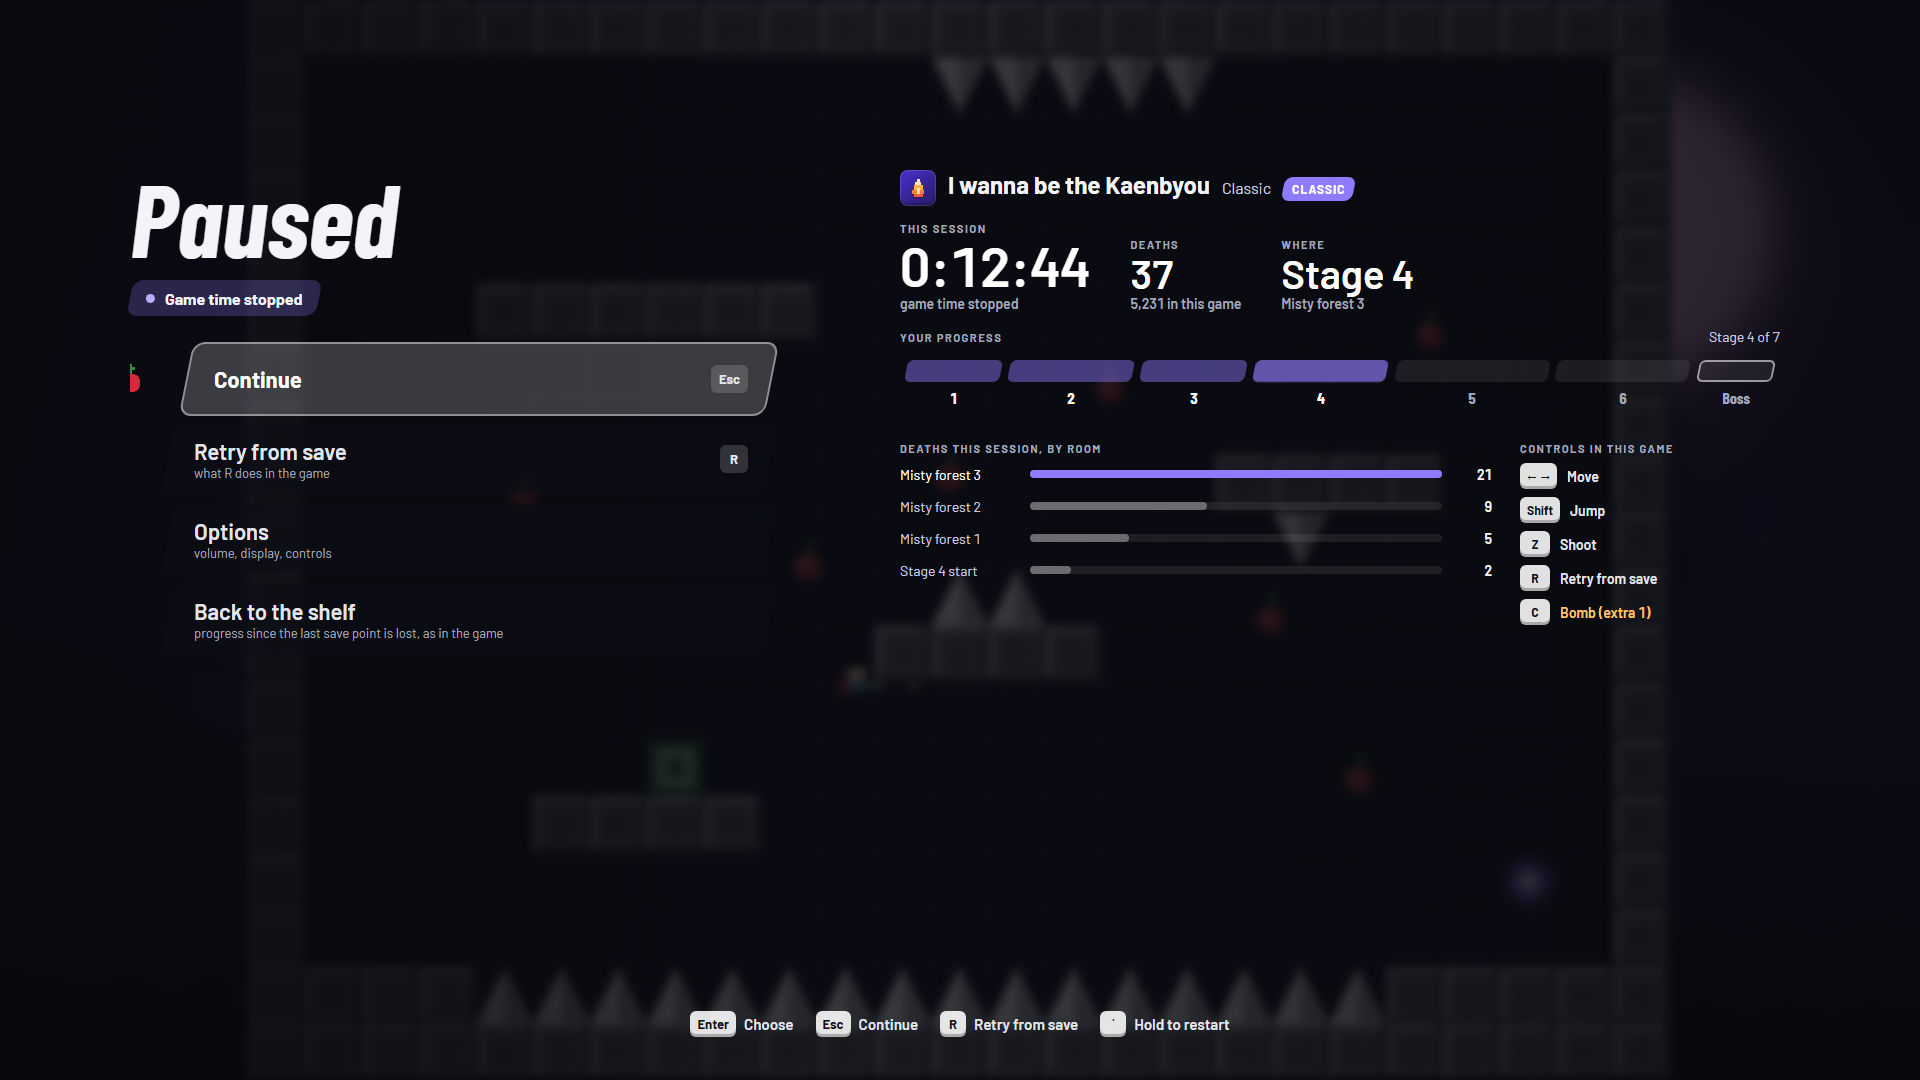 Paused
Game time stopped
Continue
Esc
Retry from save
what R does in the game
R
Options
volume, display, controls
Back to the shelf
progress since the last save point is lost, as in the game
I wanna be the Kaenbyou Classic CLASSIC
THIS SESSION
0:12:44
game time stopped
DEATHS
37
5,231 in this game
WHERE
Stage 4
Misty forest 3
YOUR PROGRESS
Stage 4 of 7
1 2 3 4 5 6 Boss
DEATHS THIS SESSION, BY ROOM
Misty forest 3 21
Misty forest 2 9
Misty forest 1 5
Stage 4 start 2
CONTROLS IN THIS GAME
←→ Move
Shift Jump
Z Shoot
R Retry from save
C Bomb (extra 1)
Enter Choose Esc Continue R Retry from save ` Hold to restart